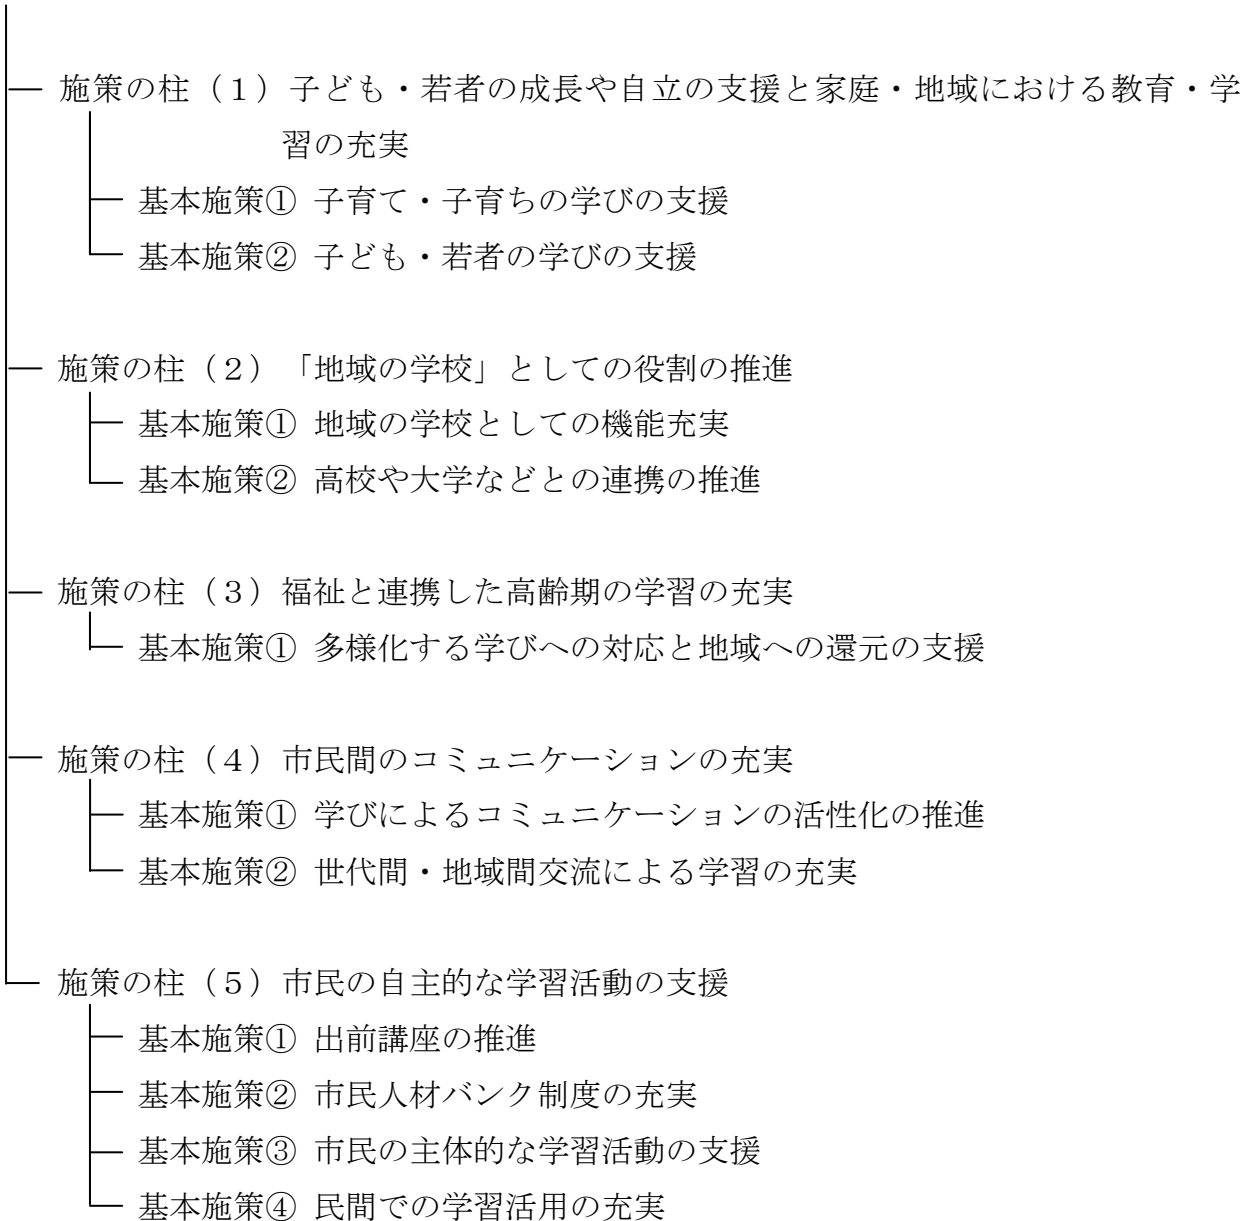 施策の柱（１）子ども・若者の成長や自立の支援と家庭・地域における教育・学
習の充実
基本施策① 子育て・子育ちの学びの支援
基本施策② 子ども・若者の学びの支援
施策の柱（２）「地域の学校」としての役割の推進
基本施策① 地域の学校としての機能充実
基本施策② 高校や大学などとの連携の推進
施策の柱（３）福祉と連携した高齢期の学習の充実
基本施策① 多様化する学びへの対応と地域への還元の支援
施策の柱（４）市民間のコミュニケーションの充実
基本施策① 学びによるコミュニケーションの活性化の推進
基本施策② 世代間・地域間交流による学習の充実
施策の柱（５）市民の自主的な学習活動の支援
基本施策① 出前講座の推進
基本施策② 市民人材バンク制度の充実
基本施策③ 市民の主体的な学習活動の支援
基本施策④ 民間での学習活用の充実